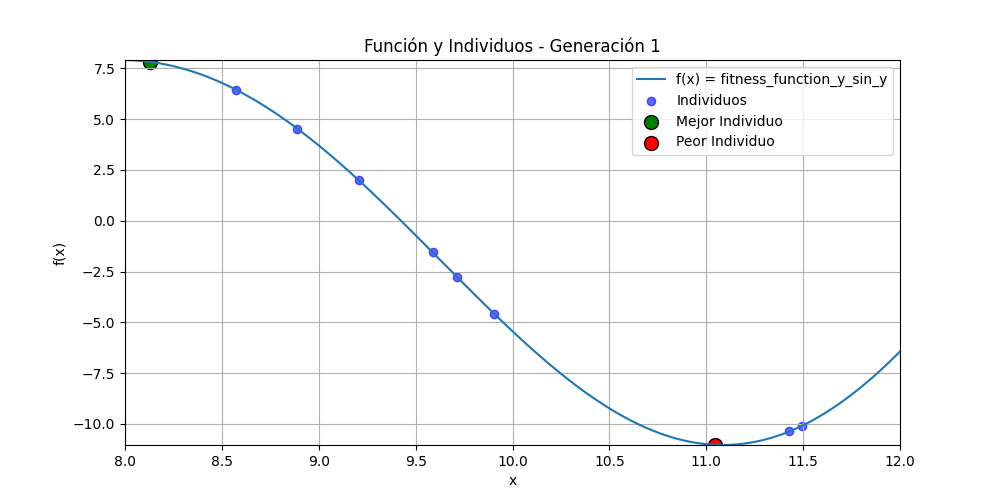 Función y Individuos - Generación 1
f(x) = fitness_function_y_sin_y
Individuos
Mejor Individuo
Peor Individuo
f(x)
7.5
5.0
2.5
0.0
−2.5
−5.0
−7.5
−10.0
8.0 8.5 9.0 9.5 10.0 10.5 11.0 11.5 12.0
x